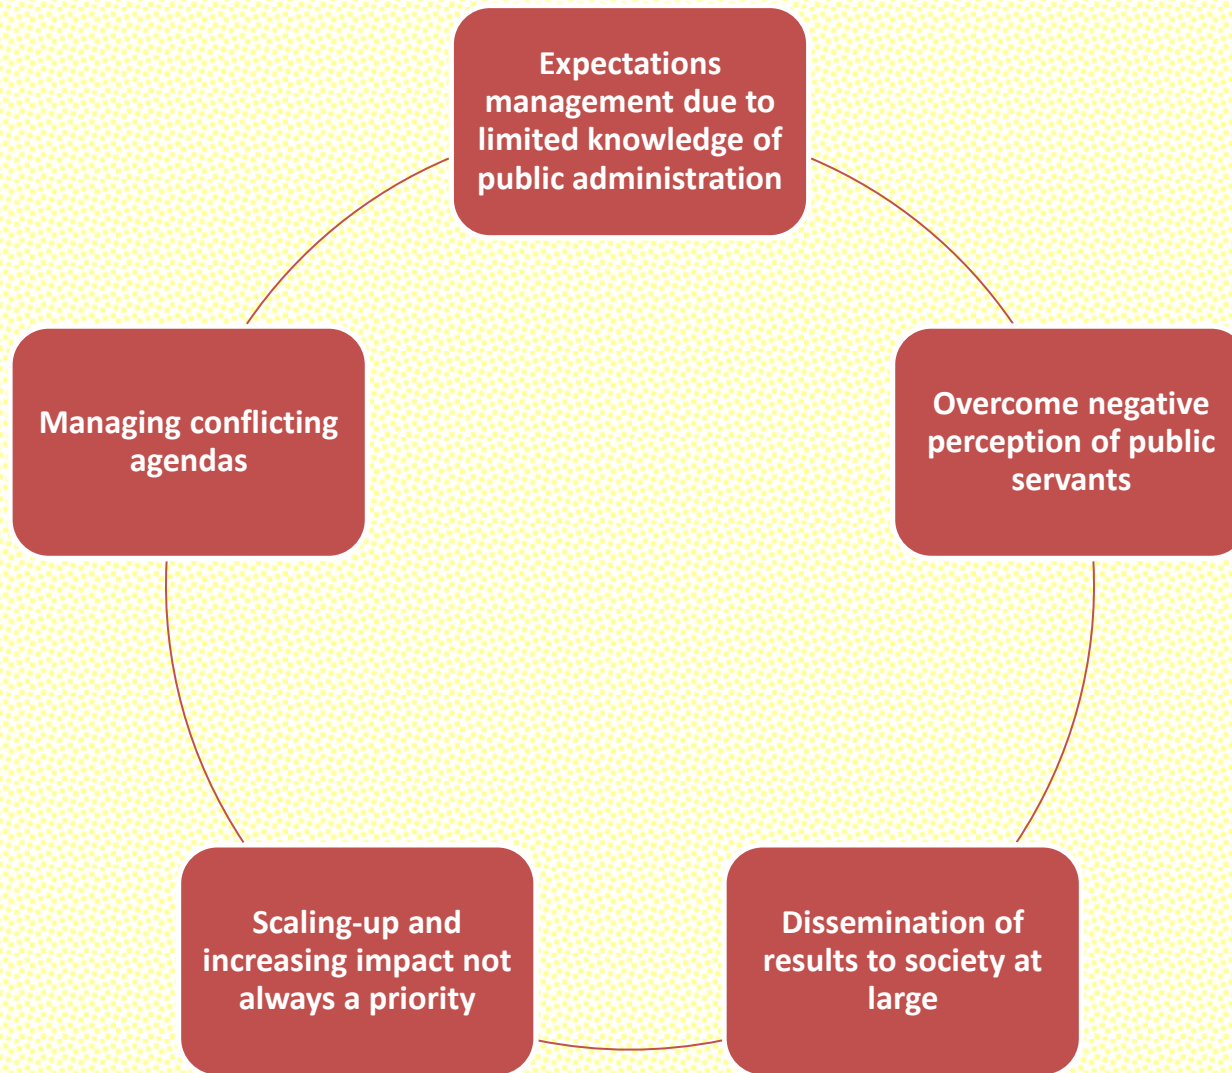 Expectations
management due to
limited knowledge of
public administration
Overcome negative
perception of public
servants
Dissemination of
results to society at
large
Scaling-up and
increasing impact not
always a priority
Managing conflicting
agendas